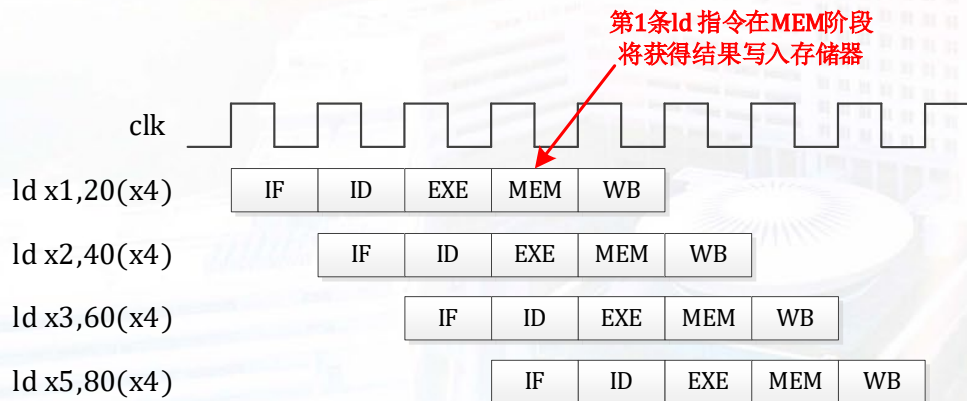 第1条ld 指令在MEM阶段
将获得结果写入存储器
clk
ld x1,20(x4) IF ID EXE MEM WB
ld x2,40(x4) IF ID EXE MEM WB
ld x3,60(x4) IF ID EXE MEM WB
ld x5,80(x4) IF ID EXE MEM WB